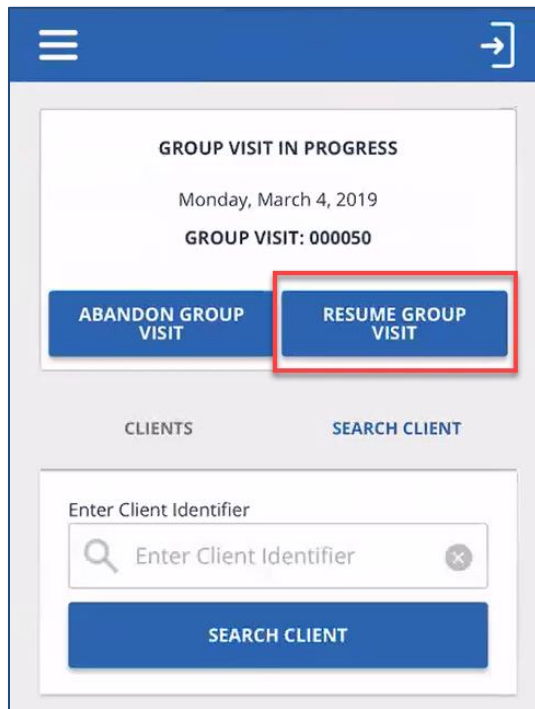 GROUP VISIT IN PROGRESS
Monday, March 4, 2019
GROUP VISIT: 000050
ABANDON GROUP
VISIT
RESUME GROUP
VISIT
CLIENTS
SEARCH CLIENT
Enter Client Identifier
Enter Client Identifier
SEARCH CLIENT